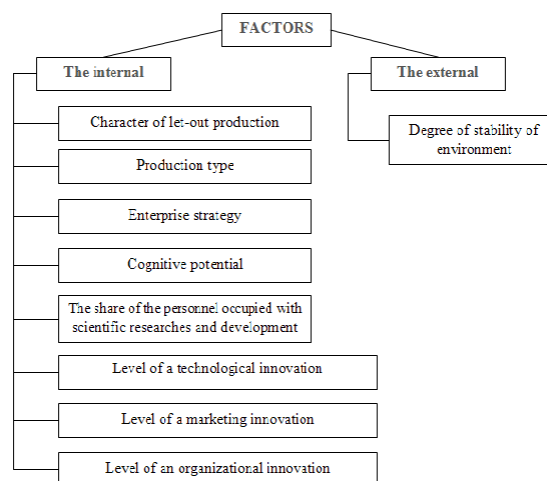 FACTORS
The internal
The external
Character of let-out production
Degree of stability of
environment
Production type
Enterprise strategy
Cognitive potential
The share of the personnel occupied with
scientific researches and development
Level of a technological innovation
Level of a marketing innovation
Level of an organizational innovation